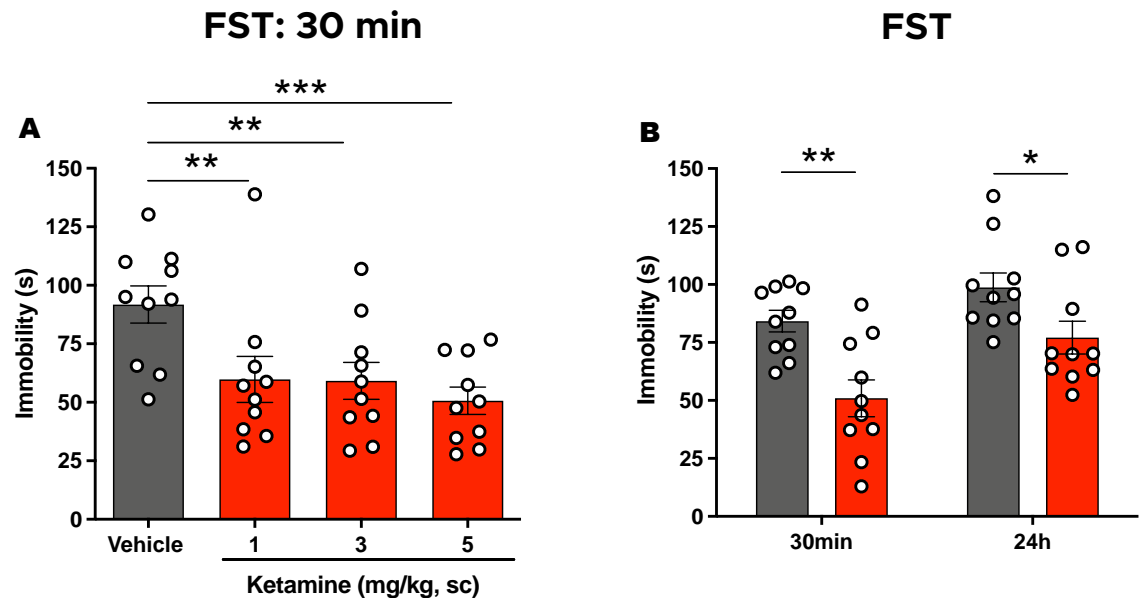 FST: 30 min
A
***
**
**
150
125
100
75
50
25
0
Immobility (s)
Vehicle 1 3 5
Ketamine (mg/kg, sc)
FST
B
** *
150
125
100
75
50
25
0
Immobility (s)
30min 24h